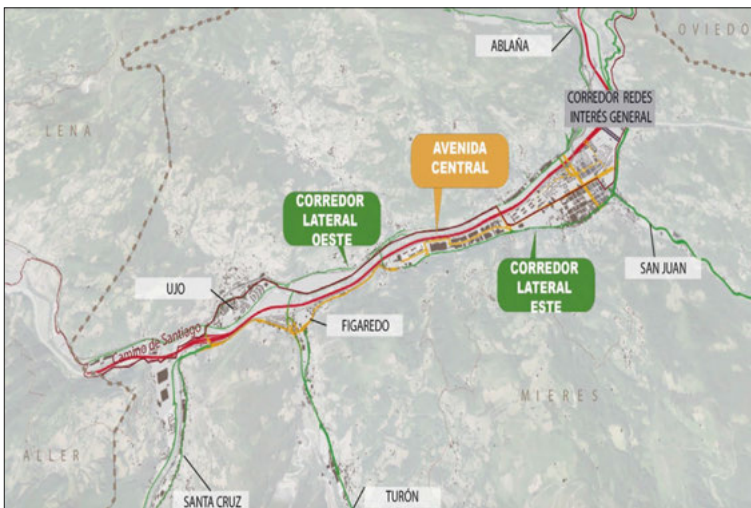 OVIEDO
ABLAÑA
CORREDOR REDES
INTERÉS GENERAL
LENA
AVENIDA
CENTRAL
CORREDOR
LATERAL
OESTE
SAN JUAN
CORREDOR
LATERAL
ESTE
UJO
FIGAREDO
Camino de Santiago
MIERES
ALLER
SANTA CRUZ
TURÓN